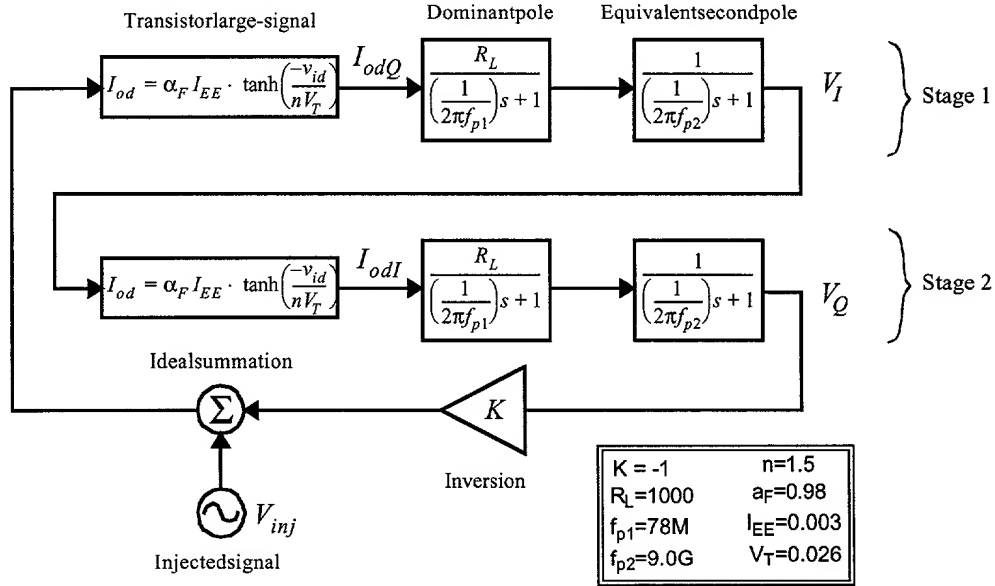 Transistorlarge-signal
Dominantpole
Equivalentsecondpole
I_od = α_F I_EE · tanh(-v_id / nV_T)
I_odQ
R_L / ((1 / 2πf_p1)s + 1)
1 / ((1 / 2πf_p2)s + 1)
V_I
Stage 1
I_od = α_F I_EE · tanh(-v_id / nV_T)
I_odI
R_L / ((1 / 2πf_p1)s + 1)
1 / ((1 / 2πf_p2)s + 1)
V_Q
Stage 2
Idealsummation
Σ
K
Inversion
V_inj
Injectedsignal
K = -1 n=1.5
R_L=1000 a_F=0.98
f_p1=78M I_EE=0.003
f_p2=9.0G V_T=0.026